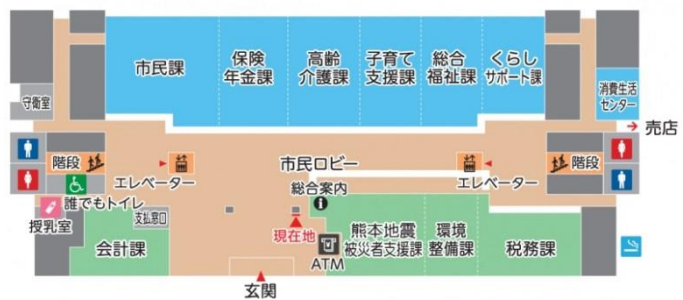 市民課
保険
年金課
高齢
介護課
子育て
支援課
総合
福祉課
くらし
サポート課
守衛室
消費生活
センター
売店
階段
エレベーター
市民ロビー
エレベーター
階段
誰でもトイレ
総合案内
授乳室
支払窓口
現在地
会計課
ATM
熊本地震
被災者支援課
環境
整備課
税務課
玄関